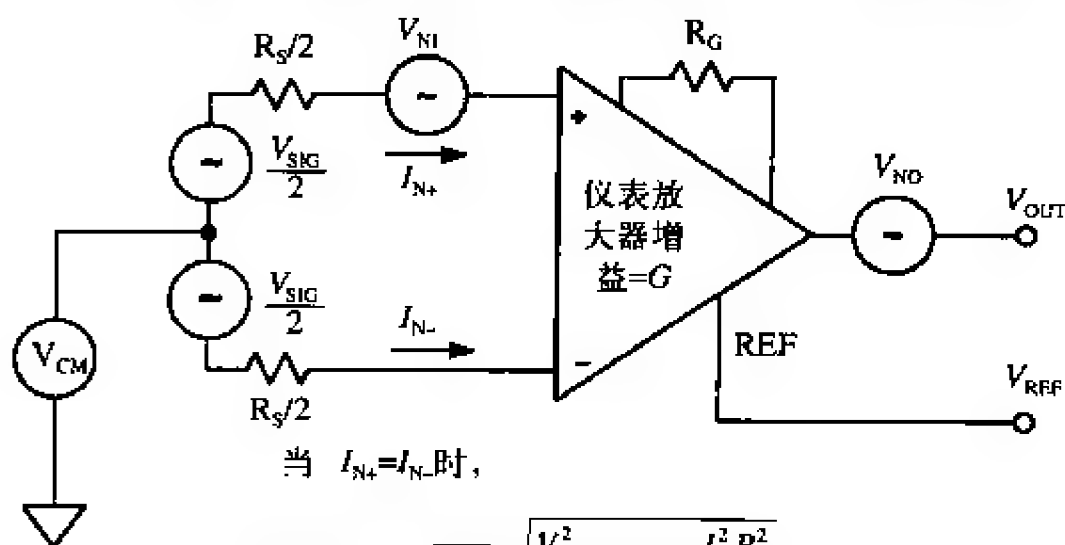 R_S/2
V_NI
R_G
V_SIG/2
I_N+
+
仪表放
大器增
益=G
V_NO
V_OUT
V_SIG/2
V_CM
I_N-
-
REF
V_REF
R_S/2
当 I_N+=I_N-时,